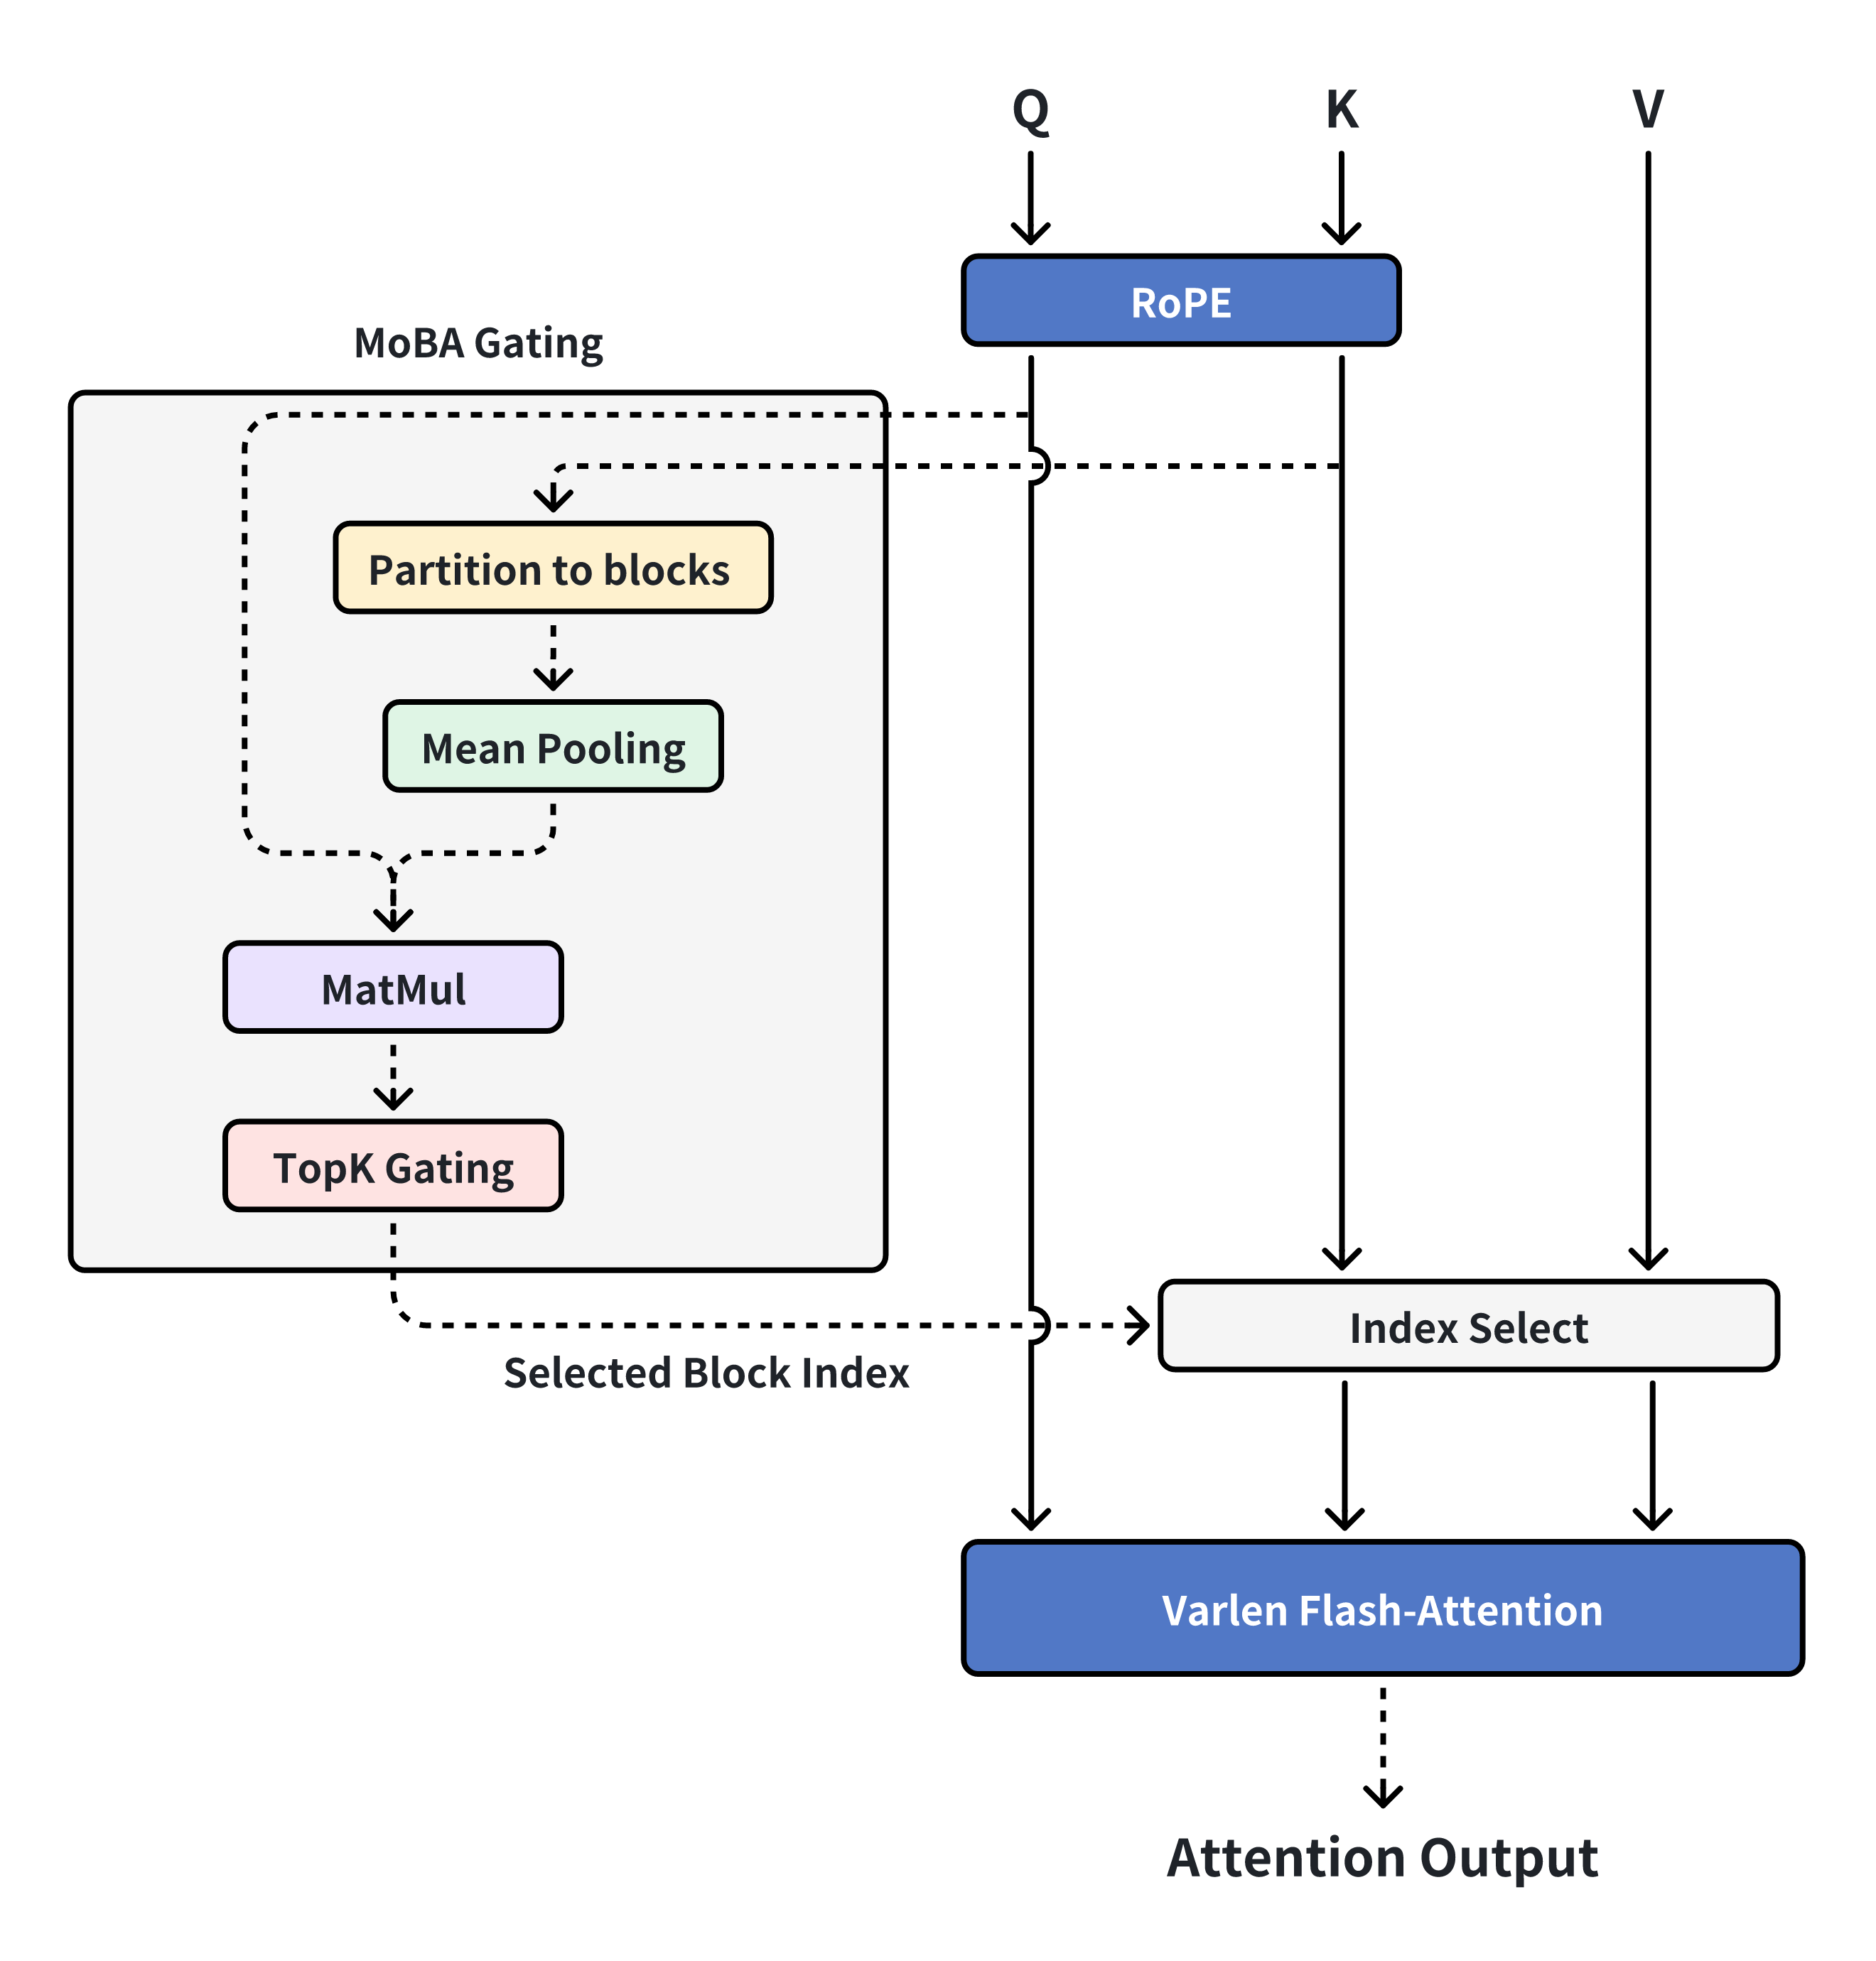 Q
K
V
RoPE
MoBA Gating
Partition to blocks
Mean Pooling
MatMul
TopK Gating
Index Select
Selected Block Index
Varlen Flash-Attention
Attention Output